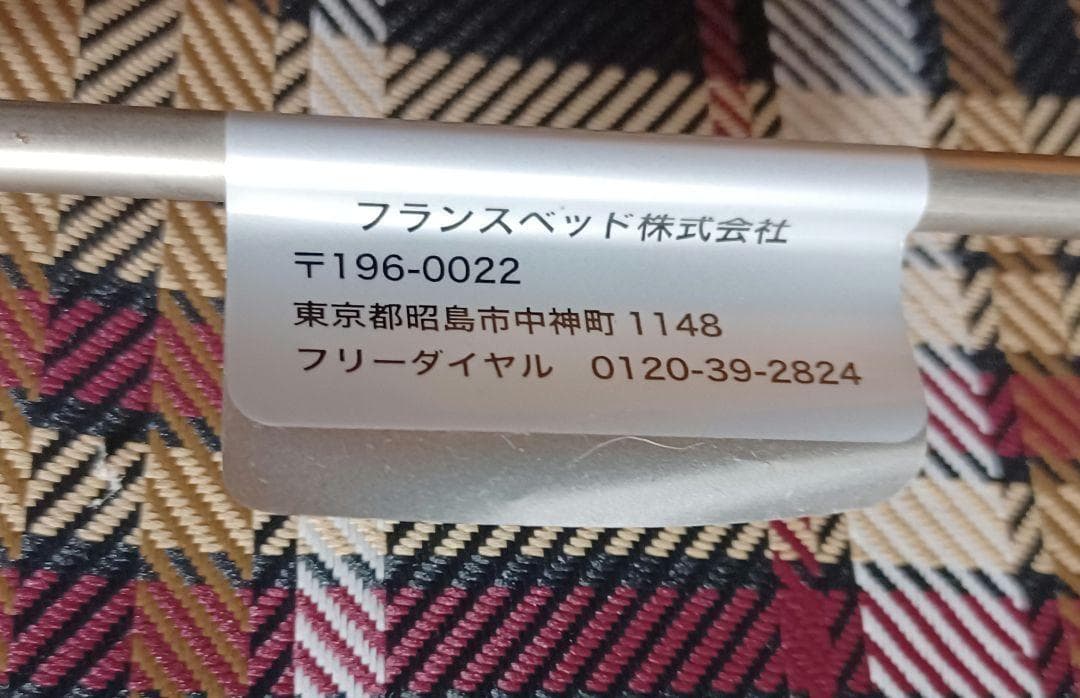 フランスベッド株式会社
〒196-0022
東京都昭島市中神町 1148
フリーダイヤル　0120-39-2824